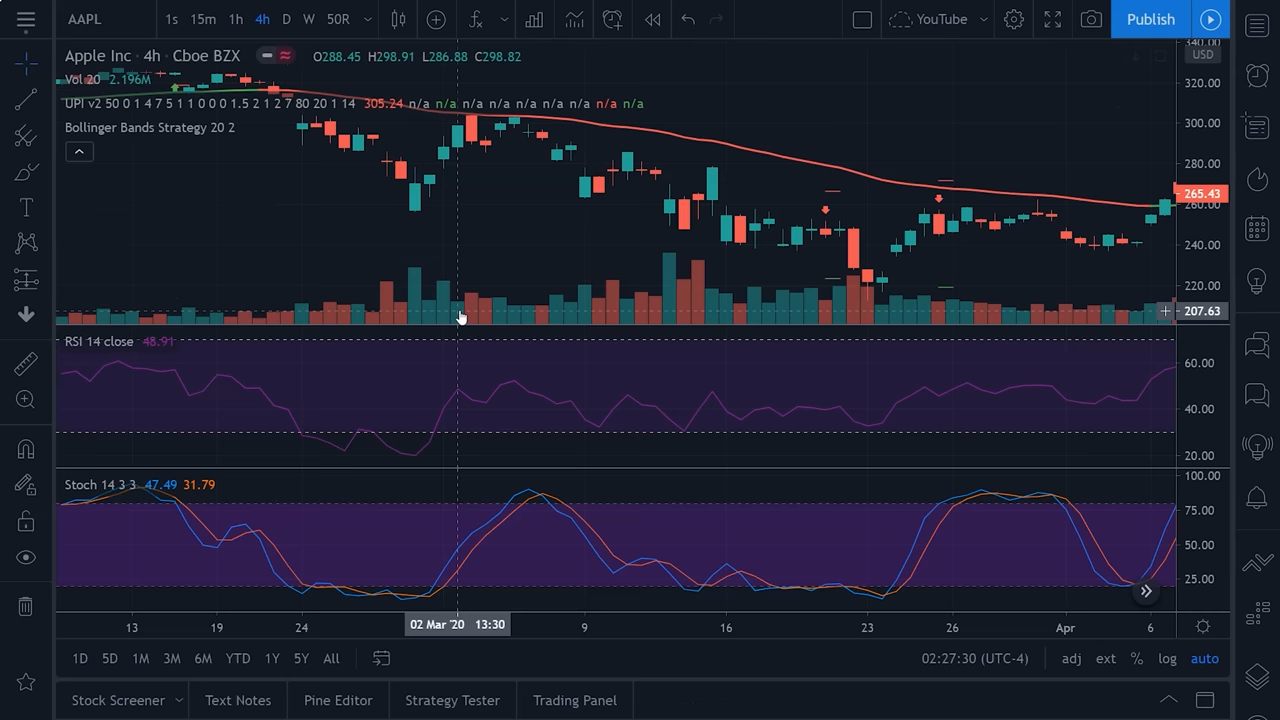 AAPL 1s 15m 1h 4h D W 50R YouTube Publish
Apple Inc · 4h · Cboe BZX O288.45 H298.91 L286.88 C298.82
Vol 20 2.196M
UPI v2 50 0 1 4 7 5 1 1 0 0 0 1.5 2 1 2 7 80 20 1 14 305.24 n/a n/a n/a n/a n/a n/a n/a n/a n/a
Bollinger Bands Strategy 20 2
340.00
USD
320.00
300.00
280.00
265.43
260.00
240.00
220.00
207.63
RSI 14 close 48.91
60.00
40.00
20.00
Stoch 14 3 3 47.49 31.79
100.00
75.00
50.00
25.00
13 19 24 02 Mar '20 13:30 9 16 23 26 Apr 6
1D 5D 1M 3M 6M YTD 1Y 5Y All 02:27:30 (UTC-4) adj ext % log auto
Stock Screener Text Notes Pine Editor Strategy Tester Trading Panel